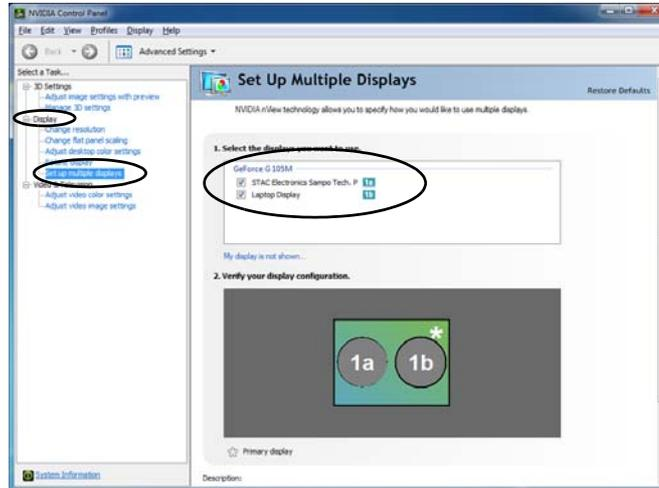 NVIDIA Control Panel
File Edit View Profiles Display Help
Back Advanced Settings
Select a Task...
3D Settings
Adjust image settings with preview
Manage 3D settings
Display
Change resolution
Change flat panel scaling
Adjust desktop color settings
display
Set up multiple displays
Video & Television
Adjust video color settings
Adjust video image settings
System Information
Set Up Multiple Displays
Restore Defaults
NVIDIA nView technology allows you to specify how you would like to use multiple displays.
1. Select the displays you want to use.
GeForce G 105M
STAC Electronics Sampo Tech. P 1a
Laptop Display 1b
My display is not shown...
2. Verify your display configuration.
1a 1b
*
Primary display
Description: